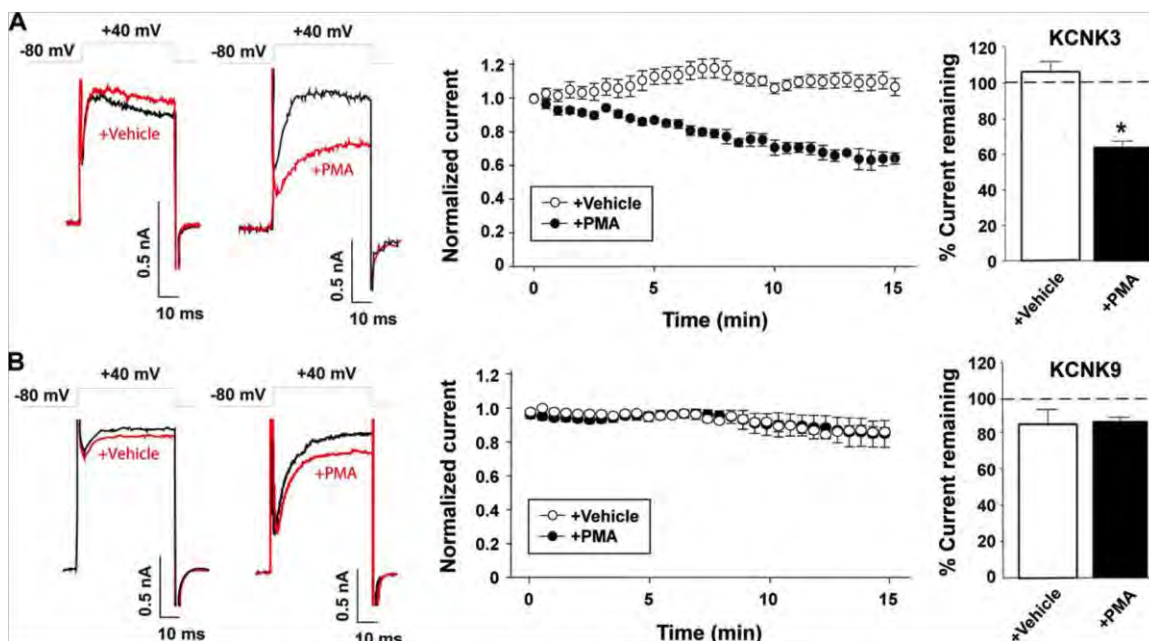 A
+40 mV
-80 mV
+Vehicle
0.5 nA
10 ms
+40 mV
-80 mV
+PMA
0.5 nA
10 ms
Normalized current
1.2
1.0
0.8
0.6
0.4
0.2
0
+Vehicle
+PMA
0 5 10 15
Time (min)
KCNK3
% Current remaining
120
100
80
60
40
20
0
*
+Vehicle
+PMA
B
+40 mV
-80 mV
+Vehicle
0.5 nA
10 ms
+40 mV
-80 mV
+PMA
0.5 nA
10 ms
Normalized current
1.2
1.0
0.8
0.6
0.4
0.2
0
+Vehicle
+PMA
0 5 10 15
Time (min)
KCNK9
% Current remaining
120
100
80
60
40
20
0
+Vehicle
+PMA